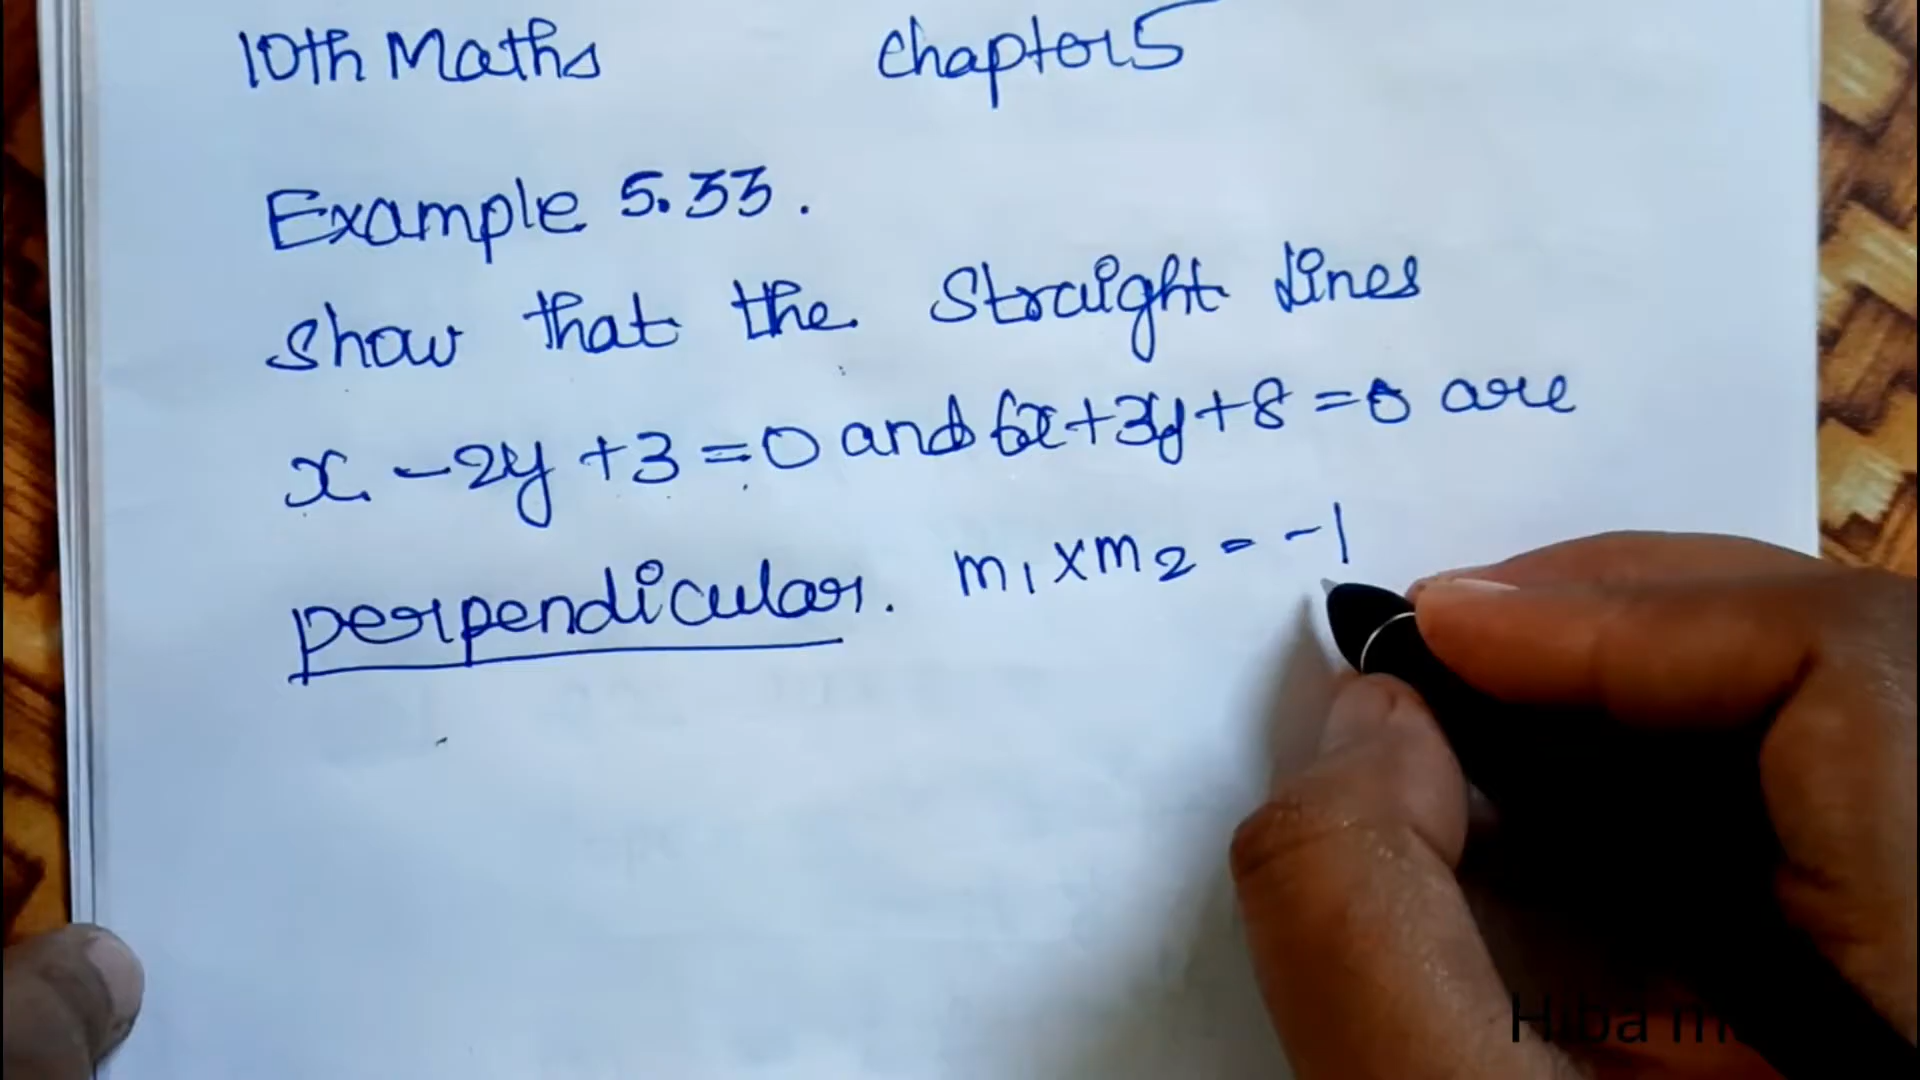 10th Maths Chapter 5
Example 5.33.
Show that the Straight lines
x - 2y + 3 = 0 and 6x + 3y + 8 = 0 are
perpendicular. m₁ x m₂ = -1
Hiba